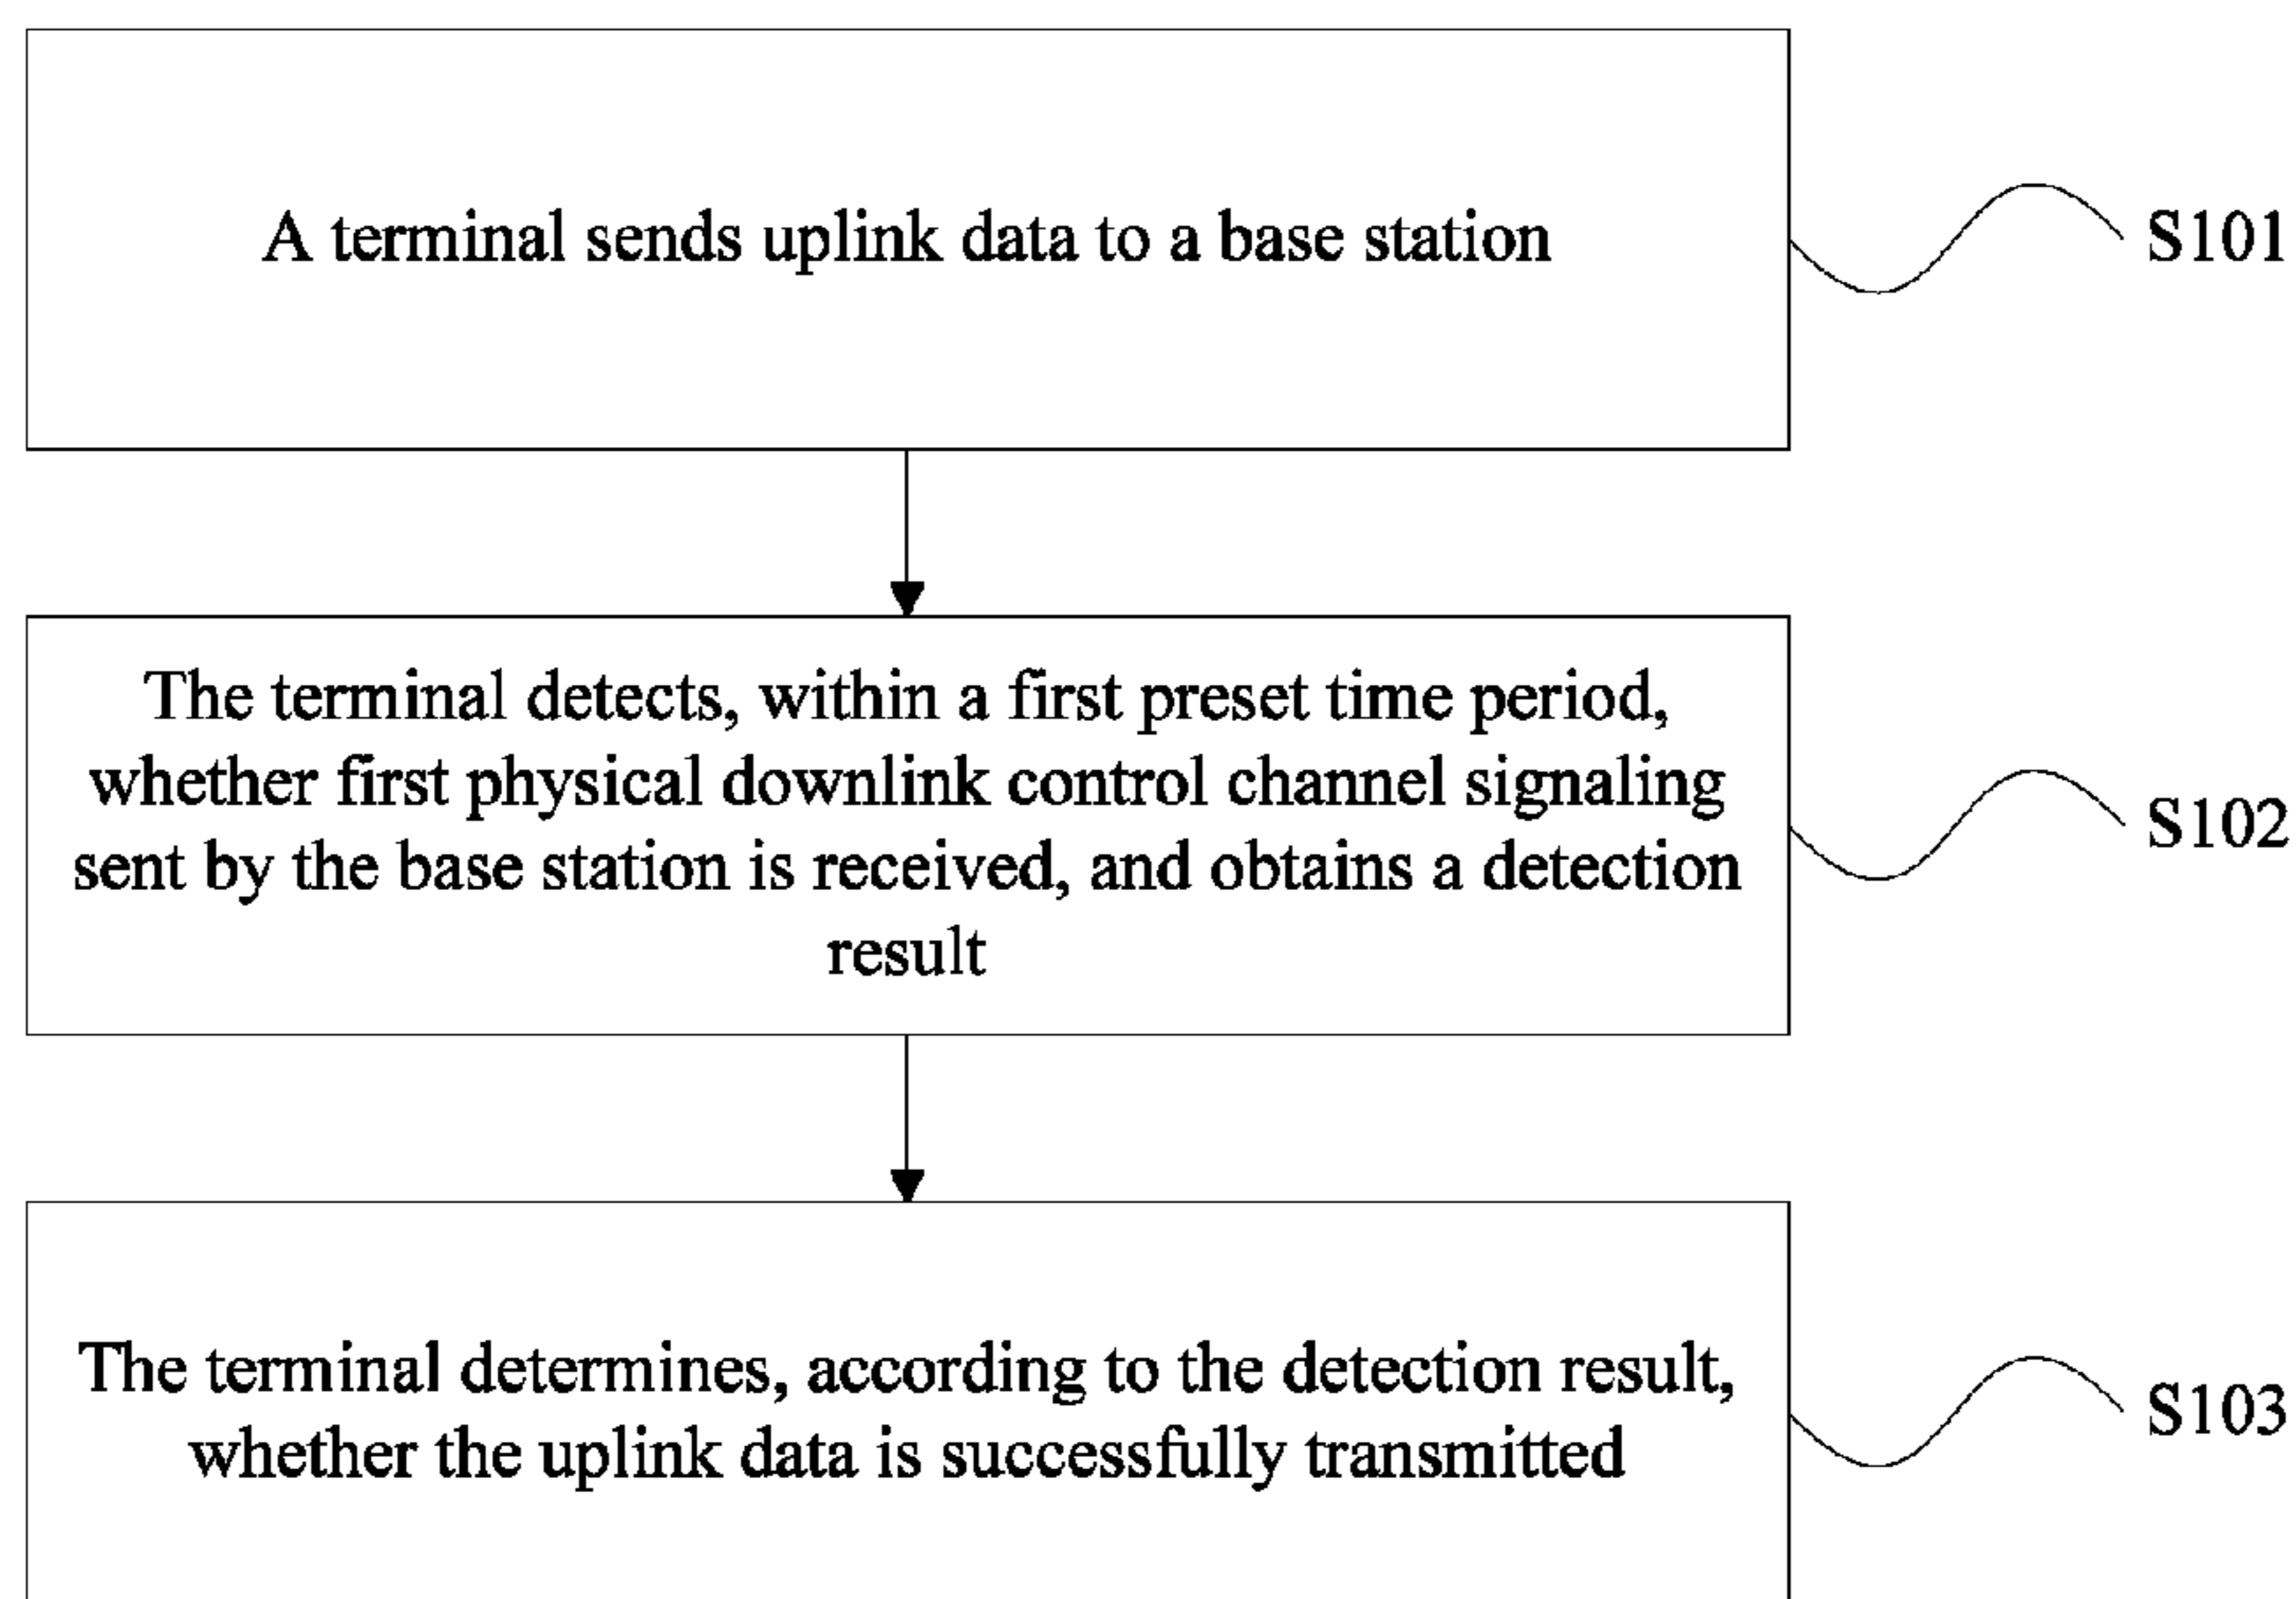 A terminal sends uplink data to a base station
S101
The terminal detects, within a first preset time period,
whether first physical downlink control channel signaling
sent by the base station is received, and obtains a detection
result
S102
The terminal determines, according to the detection result,
whether the uplink data is successfully transmitted
S103